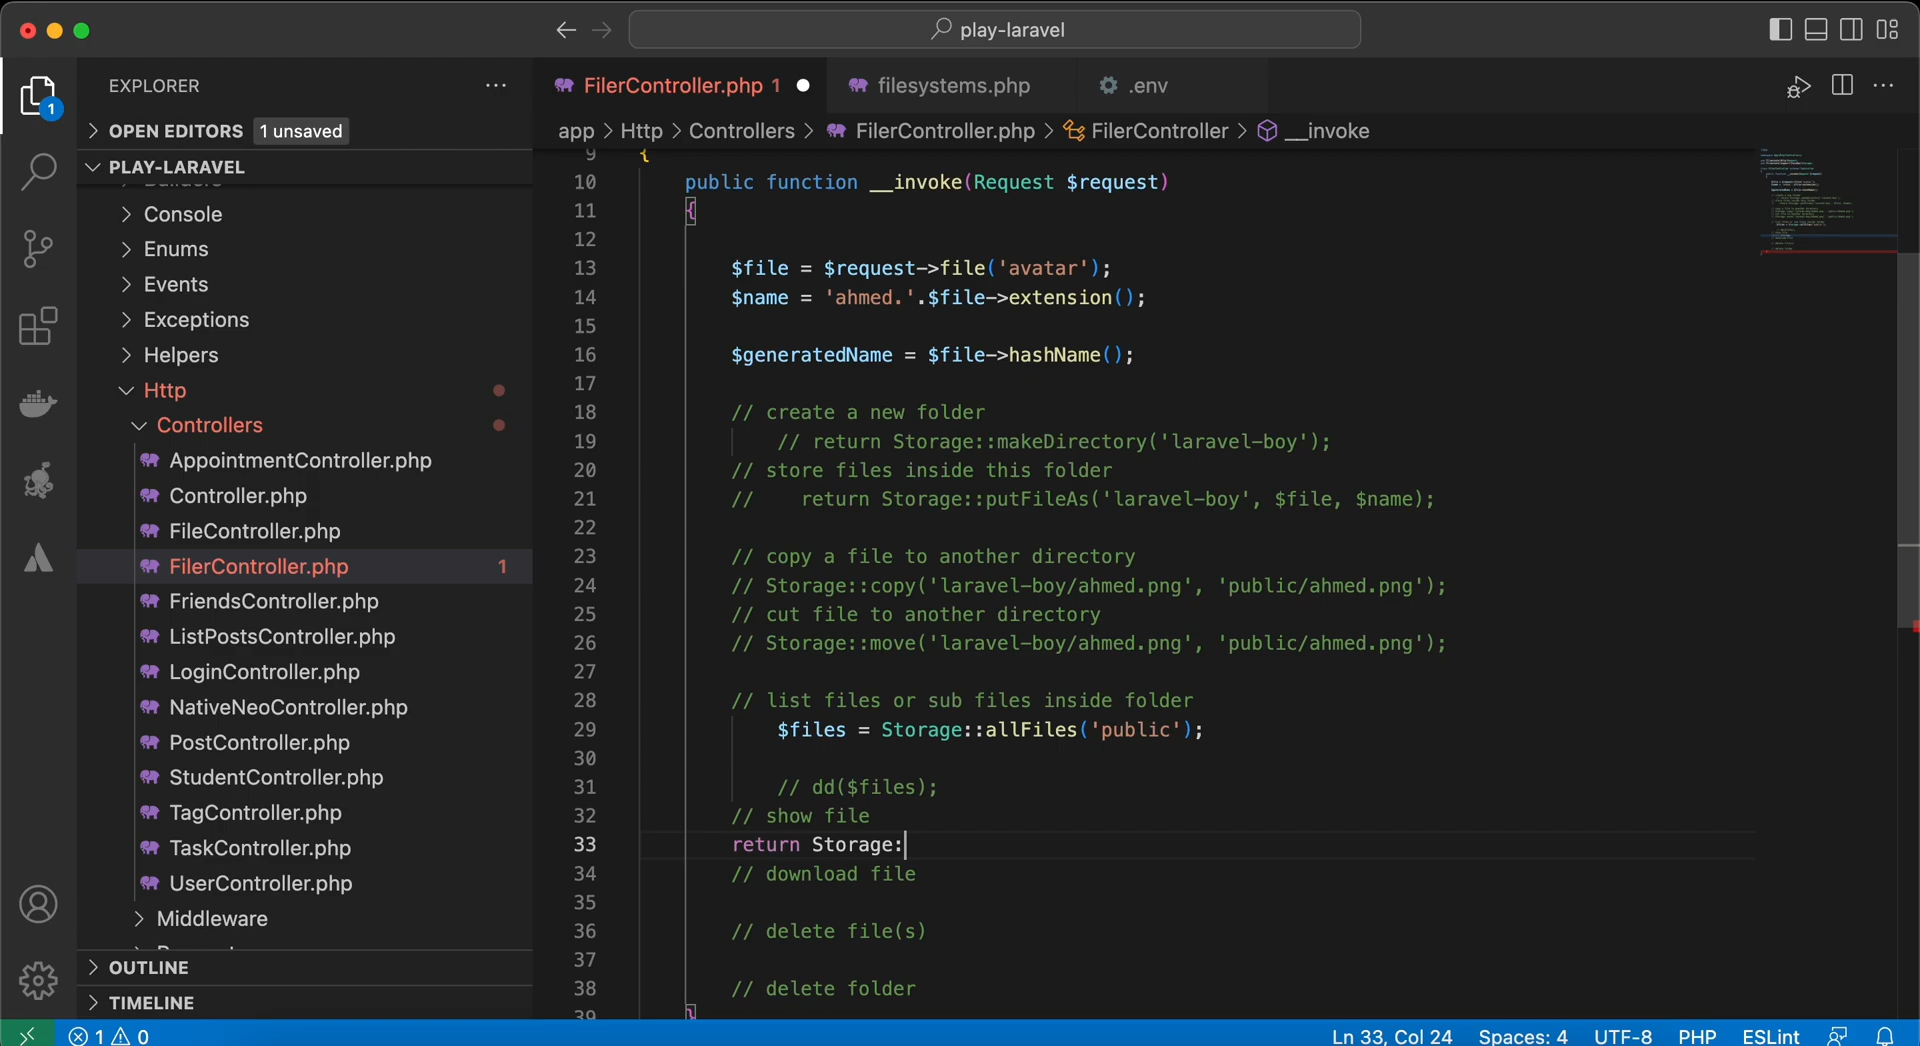 play-laravel
EXPLORER
OPEN EDITORS 1 unsaved
PLAY-LARAVEL
Builders
Console
Enums
Events
Exceptions
Helpers
Http
Controllers
AppointmentController.php
Controller.php
FileController.php
FilerController.php 1
FriendsController.php
ListPostsController.php
LoginController.php
NativeNeoController.php
PostController.php
StudentController.php
TagController.php
TaskController.php
UserController.php
Middleware
OUTLINE
TIMELINE
1
FilerController.php 1
filesystems.php
.env
app > Http > Controllers > FilerController.php > FilerController > __invoke
9 {
10 public function __invoke(Request $request)
11 {
12
13 $file = $request->file('avatar');
14 $name = 'ahmed.'.$file->extension();
15
16 $generatedName = $file->hashName();
17
18 // create a new folder
19 // return Storage::makeDirectory('laravel-boy');
20 // store files inside this folder
21 // return Storage::putFileAs('laravel-boy', $file, $name);
22
23 // copy a file to another directory
24 // Storage::copy('laravel-boy/ahmed.png', 'public/ahmed.png');
25 // cut file to another directory
26 // Storage::move('laravel-boy/ahmed.png', 'public/ahmed.png');
27
28 // list files or sub files inside folder
29 $files = Storage::allFiles('public');
30
31 // dd($files);
32 // show file
33 return Storage:
34 // download file
35
36 // delete file(s)
37
38 // delete folder
39 }
1 0
Ln 33, Col 24 Spaces: 4 UTF-8 PHP ESLint